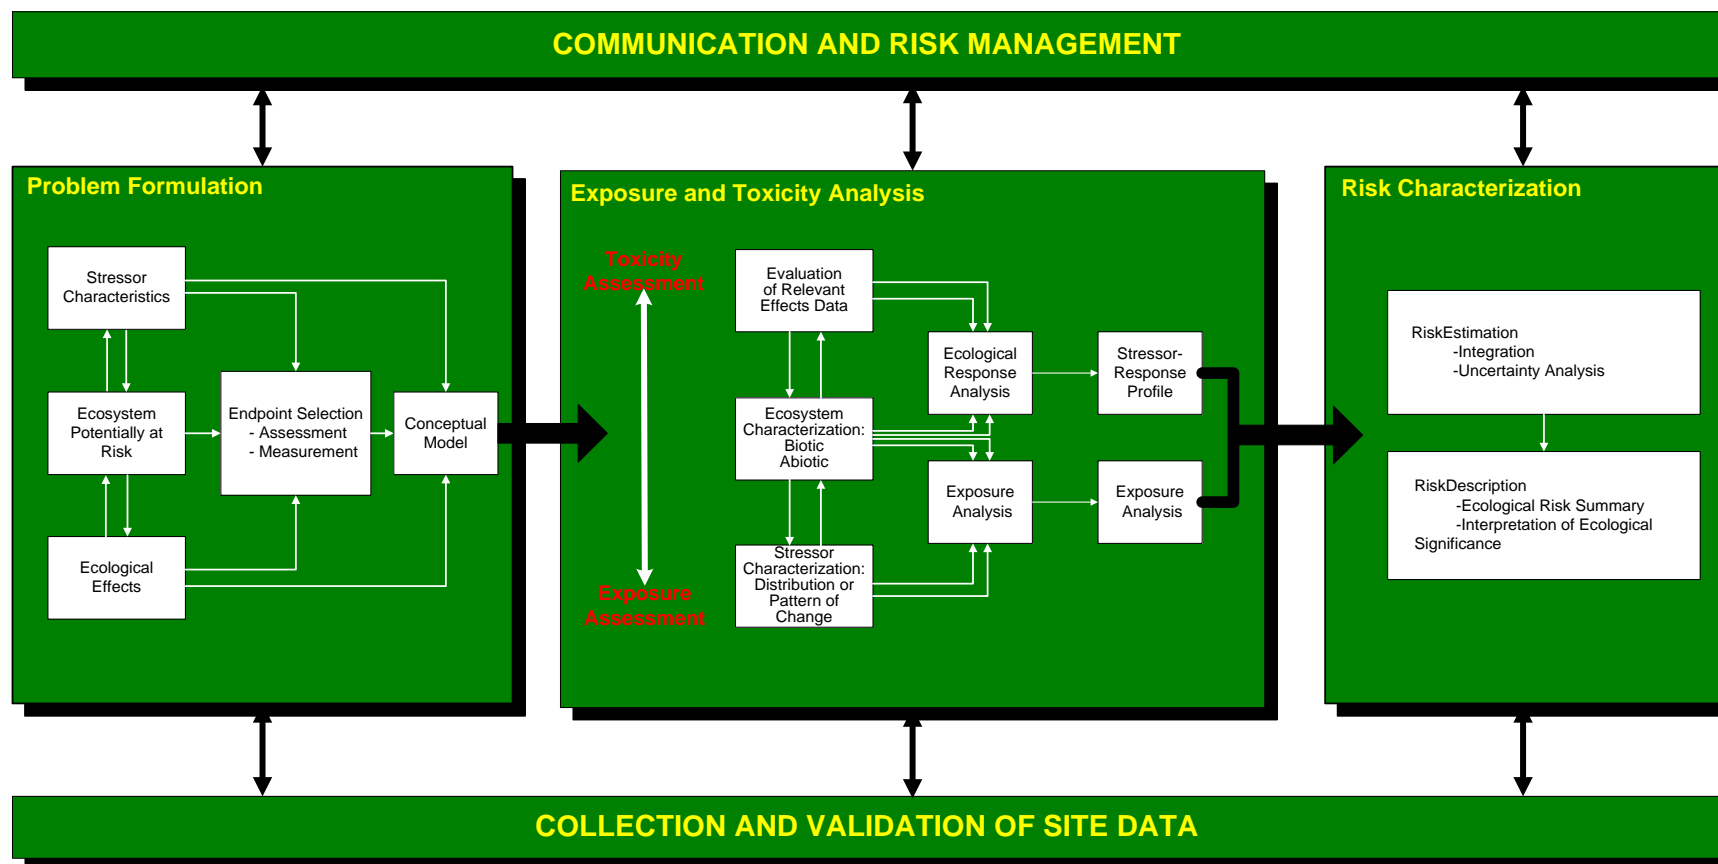 COMMUNICATION AND RISK MANAGEMENT
Problem Formulation
Stressor
Characteristics
Ecosystem
Potentially at
Risk
Ecological
Effects
Endpoint Selection
- Assessment
- Measurement
Conceptual
Model
Exposure and Toxicity Analysis
Toxicity
Assessment
Exposure
Assessment
Evaluation
of Relevant
Effects Data
Ecosystem
Characterization:
Biotic
Abiotic
Stressor
Characterization:
Distribution or
Pattern of
Change
Ecological
Response
Analysis
Exposure
Analysis
Stressor-
Response
Profile
Exposure
Analysis
Risk Characterization
RiskEstimation
-Integration
-Uncertainty Analysis
RiskDescription
-Ecological Risk Summary
-Interpretation of Ecological
Significance
COLLECTION AND VALIDATION OF SITE DATA